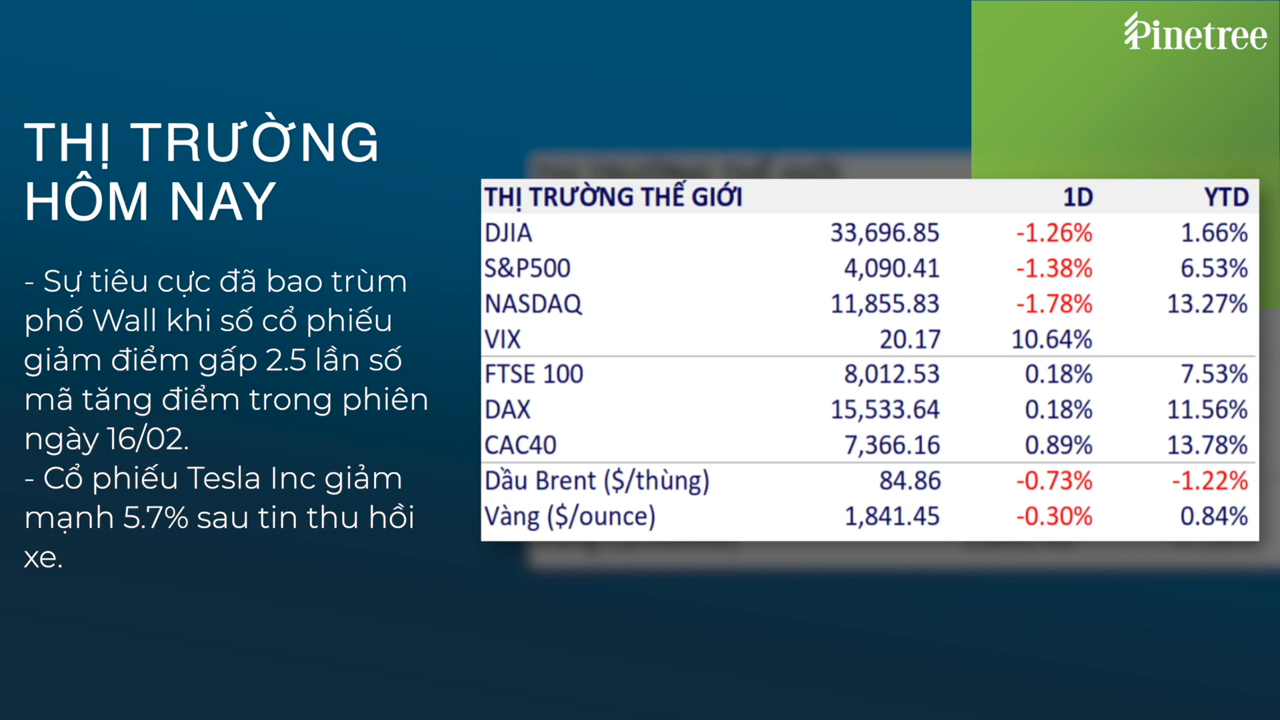 Pinetree
THỊ TRƯỜNG
HÔM NAY
- Sự tiêu cực đã bao trùm
phố Wall khi số cổ phiếu
giảm điểm gấp 2.5 lần số
mã tăng điểm trong phiên
ngày 16/02.
- Cổ phiếu Tesla Inc giảm
mạnh 5.7% sau tin thu hồi
xe.
THỊ TRƯỜNG THẾ GIỚI 1D YTD
DJIA 33,696.85 -1.26% 1.66%
S&P500 4,090.41 -1.38% 6.53%
NASDAQ 11,855.83 -1.78% 13.27%
VIX 20.17 10.64%
FTSE 100 8,012.53 0.18% 7.53%
DAX 15,533.64 0.18% 11.56%
CAC40 7,366.16 0.89% 13.78%
Dầu Brent ($/thùng) 84.86 -0.73% -1.22%
Vàng ($/ounce) 1,841.45 -0.30% 0.84%